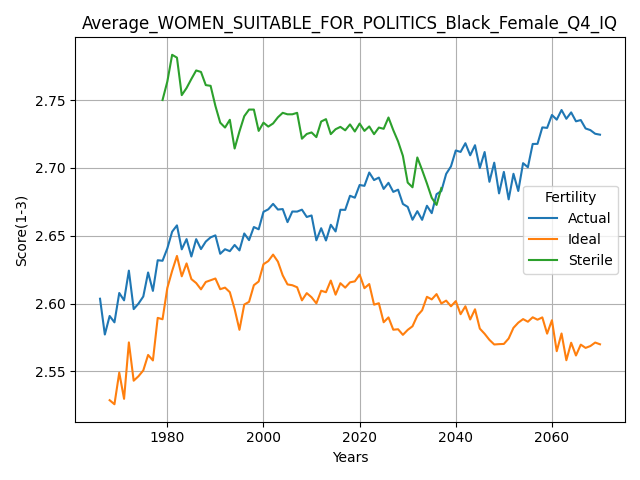 Average_WOMEN_SUITABLE_FOR_POLITICS_Black_Female_Q4_IQ
Score(1-3)
2.75
2.70
2.65
2.60
2.55
Fertility
Actual
Ideal
Sterile
1980 2000 2020 2040 2060
Years